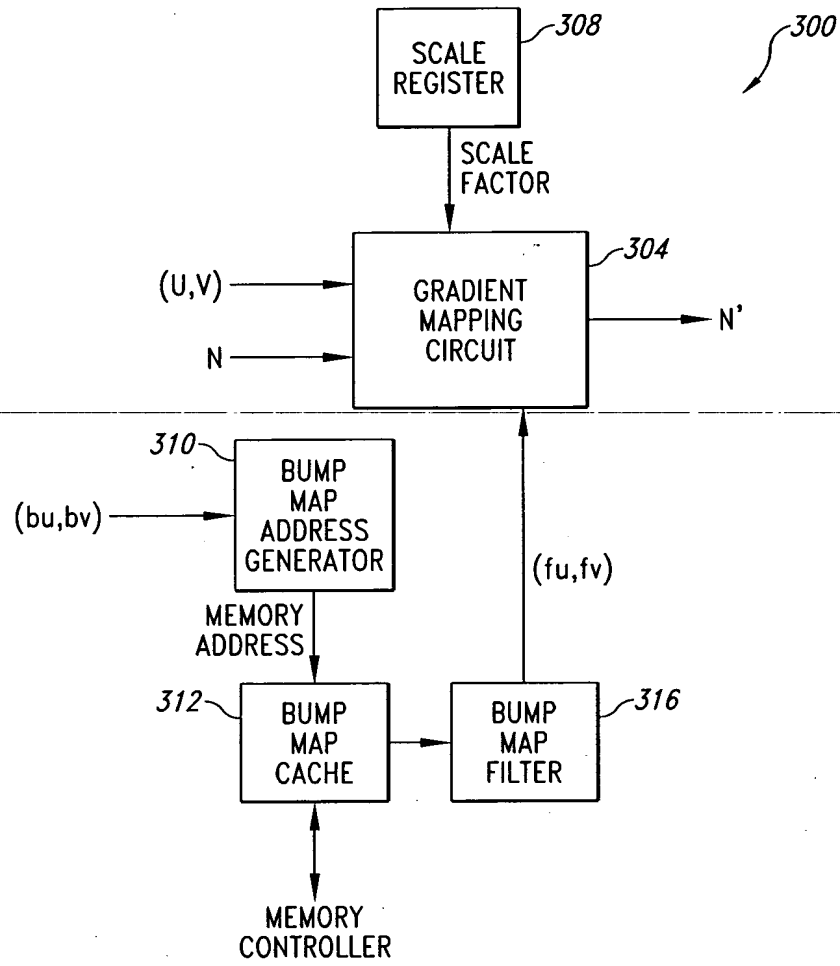 308
300
SCALE
REGISTER
SCALE
FACTOR
304
(U,V)
N
GRADIENT
MAPPING
CIRCUIT
N'
310
BUMP
MAP
ADDRESS
GENERATOR
(bu,bv)
(fu,fv)
MEMORY
ADDRESS
312
BUMP
MAP
CACHE
316
BUMP
MAP
FILTER
MEMORY
CONTROLLER